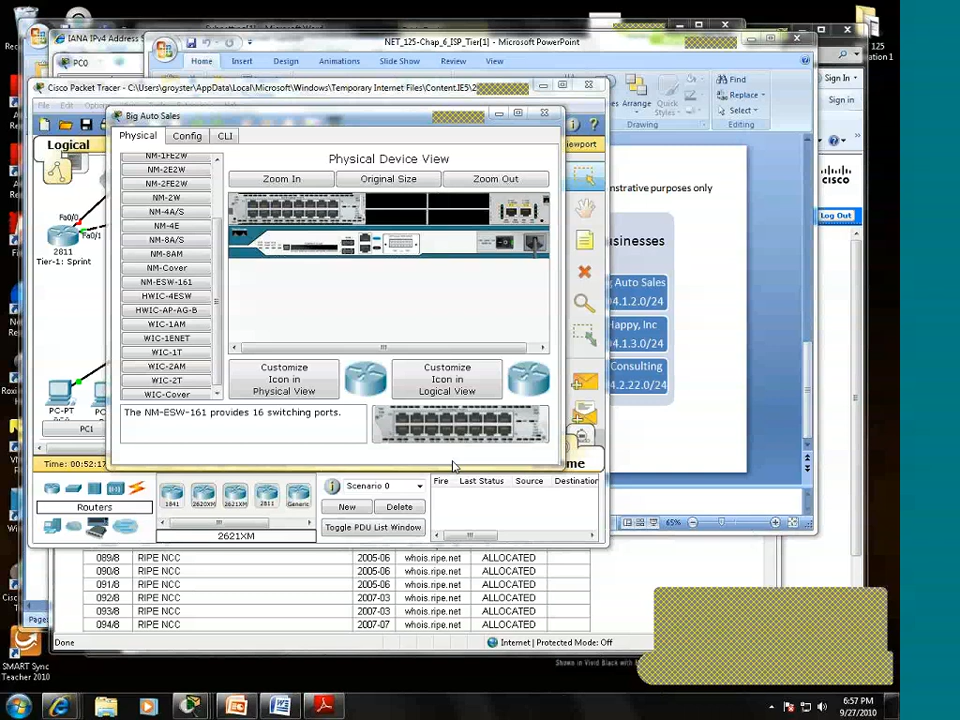 IANA IPv4 Address S
NET_125-Chap_6_ISP_Tier[1] - Microsoft PowerPoint
PC0
Home
Insert
Design
Animations
Slide Show
Review
View
125
ation 1
Cisco Packet Tracer - C:\Users\groyster\AppData\Local\Microsoft\Windows\Temporary Internet Files\Content.IE5\2
Find
Replace
Select
Arrange
Drawing
Editing
Sign In
Sign in
File
Edit
Big Auto Sales
Physical
Config
CLI
Logical
NM-1FE2W
NM-2E2W
NM-2FE2W
NM-2W
NM-4A/S
NM-4E
NM-8A/S
NM-8AM
NM-Cover
NM-ESW-161
HWIC-4ESW
HWIC-AP-AG-B
WIC-1AM
WIC-1ENET
WIC-1T
WIC-2AM
WIC-2T
WIC-Cover
Physical Device View
Zoom In
Original Size
Zoom Out
Customize
Icon in
Physical View
Customize
Icon in
Logical View
The NM-ESW-161 provides 16 switching ports.
Fa0/0
Fa0/1
2811
Tier-1: Sprint
PC-PT
PC1
nstrative purposes only
cisco
Log Out
usinesses
g Auto Sales
4.1.2.0/24
Happy, Inc
4.1.3.0/24
Consulting
4.2.22.0/24
Time: 00:52:17
Routers
1841
2620XM
2621XM
2811
Generic
2621XM
Scenario 0
New
Delete
Toggle PDU List Window
Fire
Last Status
Source
Destination
65%
089/8 RIPE NCC 2005-06 whois.ripe.net ALLOCATED
090/8 RIPE NCC 2005-06 whois.ripe.net ALLOCATED
091/8 RIPE NCC 2005-06 whois.ripe.net ALLOCATED
092/8 RIPE NCC 2007-03 whois.ripe.net ALLOCATED
093/8 RIPE NCC 2007-03 whois.ripe.net ALLOCATED
094/8 RIPE NCC 2007-07 whois.ripe.net ALLOCATED
Page:
Done
Internet | Protected Mode: Off
SMART Sync
Teacher 2010
6:57 PM
9/27/2010